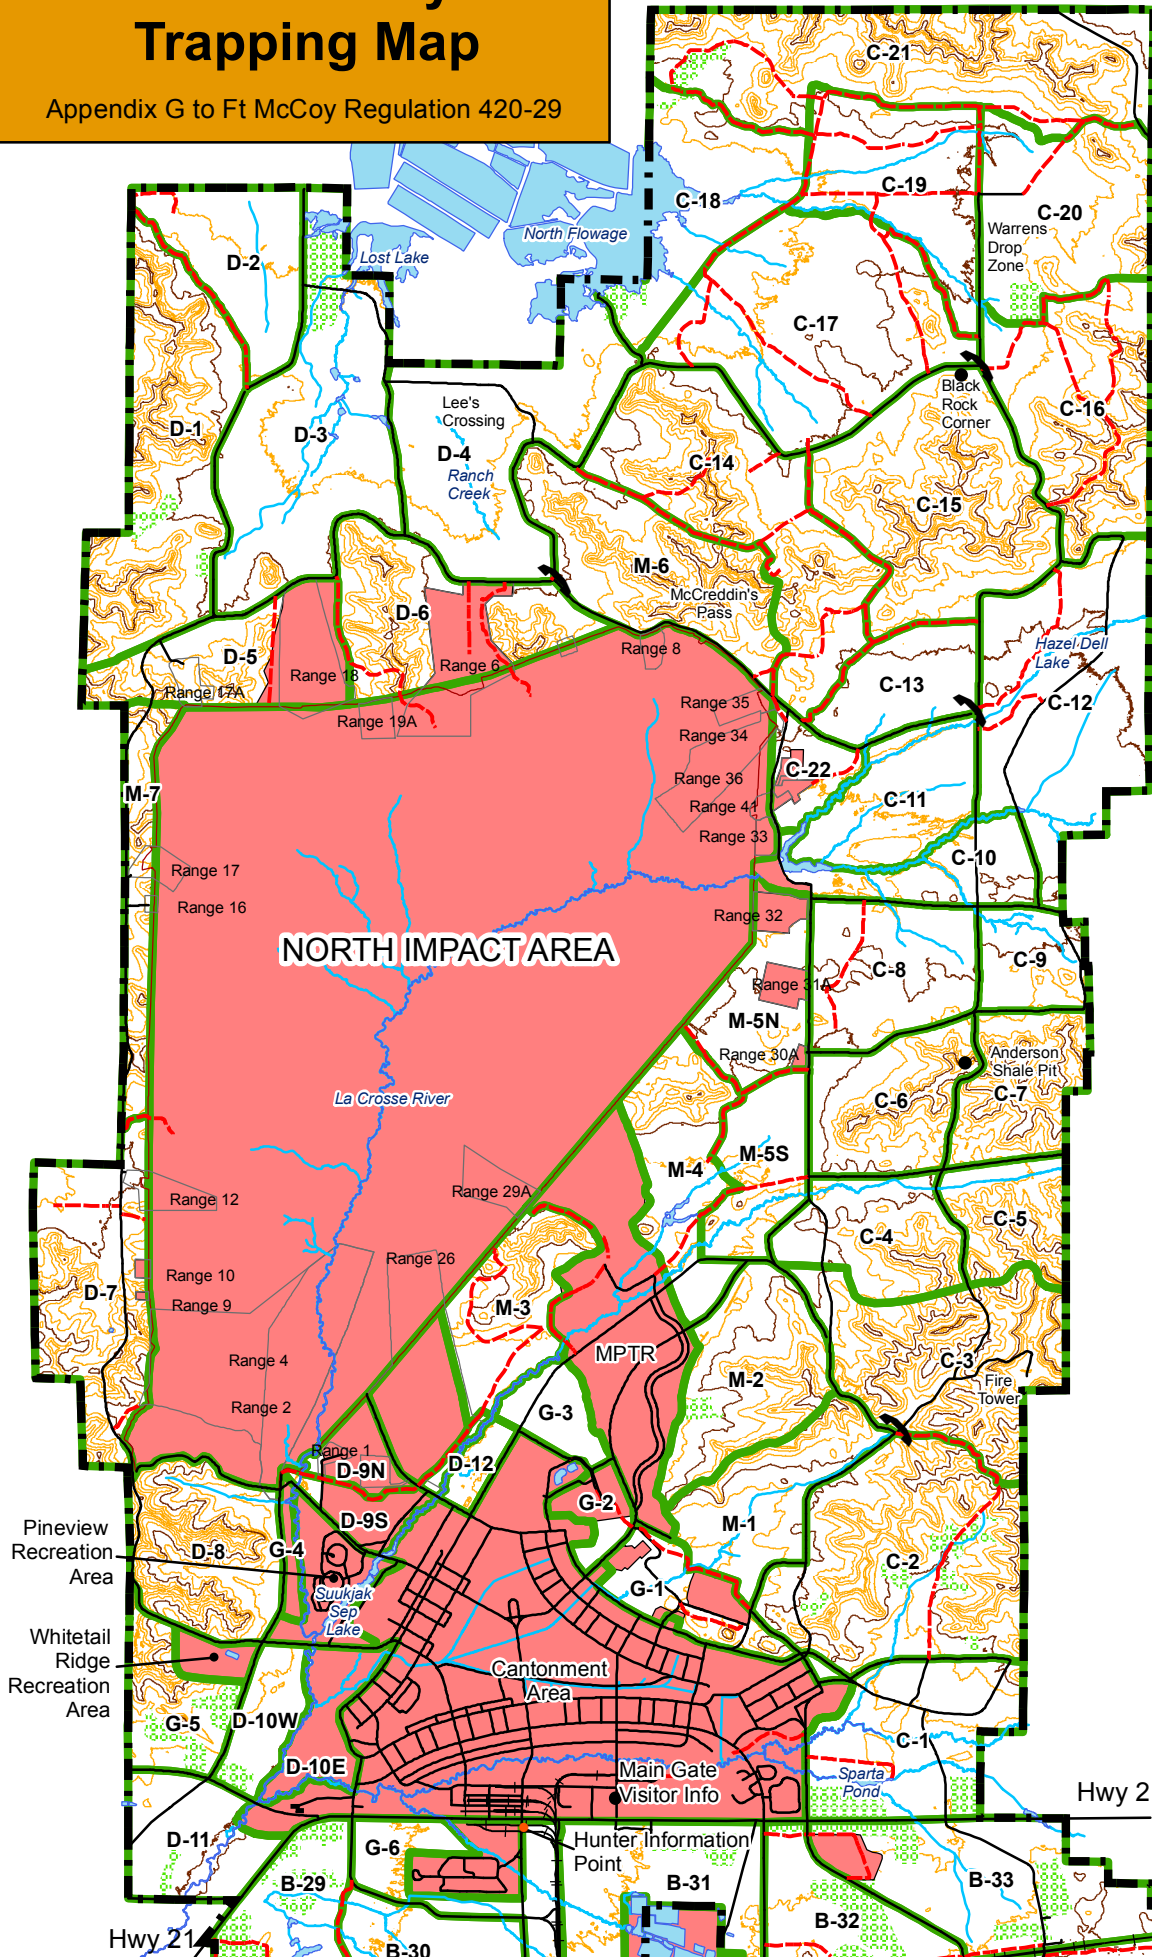 Trapping Map
Appendix G to Ft McCoy Regulation 420-29
C-21
C-18
C-19
C-20
North Flowage
Warrens
Drop
Zone
D-2
Lost Lake
C-17
Black
Rock
Corner
C-16
Lee's
Crossing
D-1
D-3
D-4
Ranch
Creek
C-14
C-15
M-6
McCreddin's
Pass
D-6
D-5
Range 18
Range 6
Range 8
Range 17A
Range 19A
Hazel Dell
Lake
C-13
C-12
Range 35
Range 34
Range 36
Range 41
Range 33
C-22
C-11
C-10
M-7
Range 17
Range 16
Range 32
NORTH IMPACT AREA
C-8
C-9
Range 31A
M-5N
Range 30A
Anderson
Shale Pit
C-7
C-6
La Crosse River
M-4
M-5S
Range 12
Range 29A
C-4
C-5
Range 26
Range 10
Range 9
D-7
M-3
MPTR
Range 4
Range 2
M-2
C-3
Fire
Tower
G-3
Range 1
D-9N
D-12
G-2
D-9S
M-1
Pineview
Recreation
Area
D-8
G-4
C-2
G-1
Suukjak
Sep
Lake
Whitetail
Ridge
Recreation
Area
Cantonment
Area
G-5
D-10W
D-10E
C-1
Main Gate
Visitor Info
Sparta
Pond
Hwy 2
D-11
G-6
Hunter Information
Point
B-29
B-31
B-33
B-32
Hwy 21
B-30